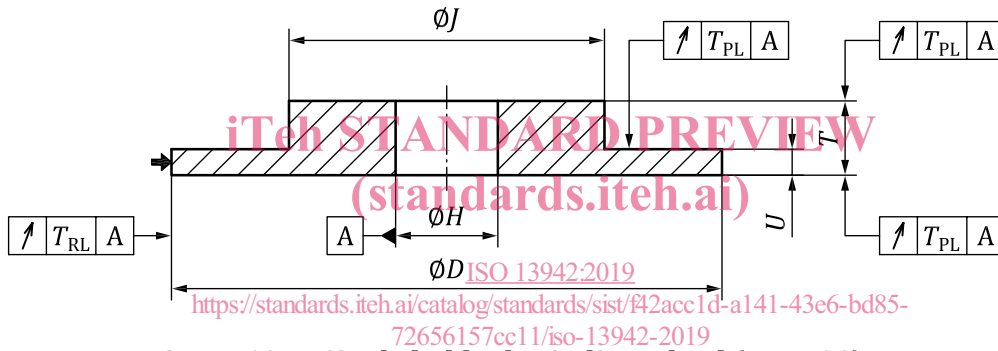 ØJ
T_PL A
T_PL A
iTeh STANDARD PREVIEW
T
(standards.iteh.ai)
U
T_RL A
A
ØH
T_PL A
ØD
ISO 13942:2019
https://standards.iteh.ai/catalog/standards/sist/f42acc1d-a141-43e6-bd85-
72656157cc11/iso-13942-2019